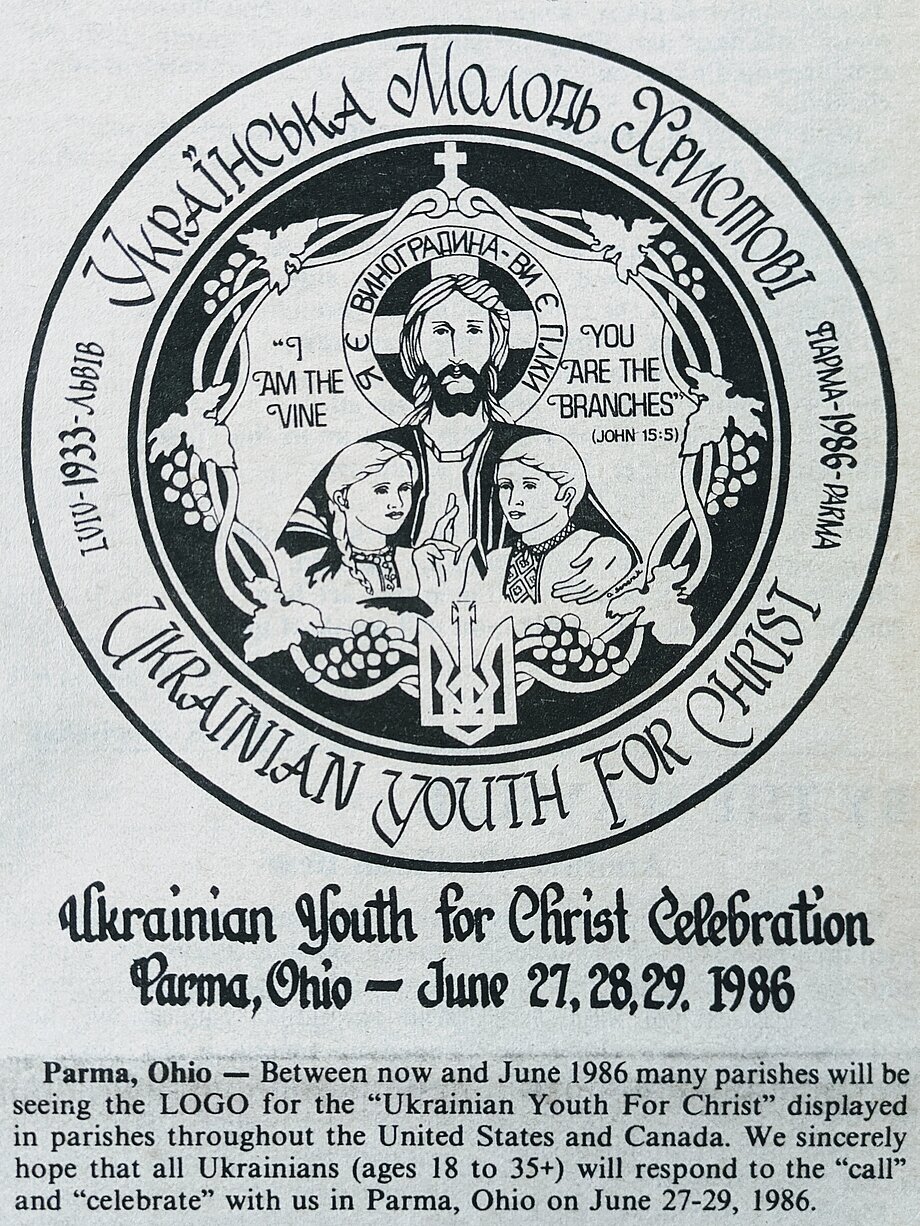 Українська Молодь Христові
LVIV-1933-ЛЬВІВ
ПАРМА-1986-PARMA
Я Є ВИНОГРАДИНА-ВИ Є ГІЛКИ
"I
AM THE
VINE
YOU
ARE THE
BRANCHES"
(JOHN 15:5)
UKRAINIAN YOUTH FOR CHRIST
Ukrainian Youth for Christ Celebration
Parma, Ohio — June 27, 28, 29. 1986
Parma, Ohio — Between now and June 1986 many parishes will be
seeing the LOGO for the “Ukrainian Youth For Christ” displayed
in parishes throughout the United States and Canada. We sincerely
hope that all Ukrainians (ages 18 to 35+) will respond to the “call”
and “celebrate” with us in Parma, Ohio on June 27-29, 1986.